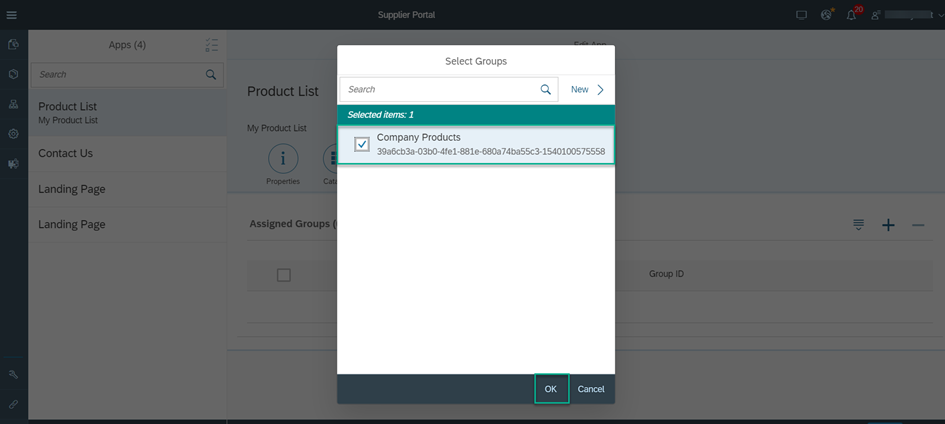 Supplier Portal
20
Apps (4)
Search
Product List
My Product List
Contact Us
Landing Page
Landing Page
Edit App
Product List
My Product List
Properties
Assigned Groups
Group ID
Select Groups
Search
New
Selected items: 1
Company Products
39a6cb3a-03b0-4fe1-881e-680a74ba55c3-1540100575558
OK
Cancel